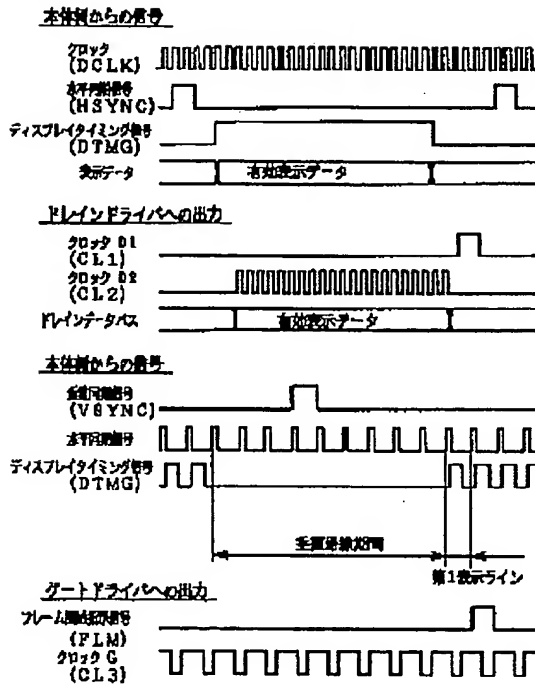 本体側からの信号
クロック
(DCLK)
水平同期信号
(HSYNC)
ディスプレイタイミング信号
(DTMG)
表示データ
有効表示データ
ドレインドライバへの出力
クロック D1
(CL1)
クロック D2
(CL2)
ドレインデータバス
有効表示データ
本体側からの信号
垂直同期信号
(VSYNC)
水平同期信号
ディスプレイタイミング信号
(DTMG)
垂直帰線期間
第1表示ライン
ゲートドライバへの出力
フレーム開始指示信号
(FLM)
クロック G
(CL3)